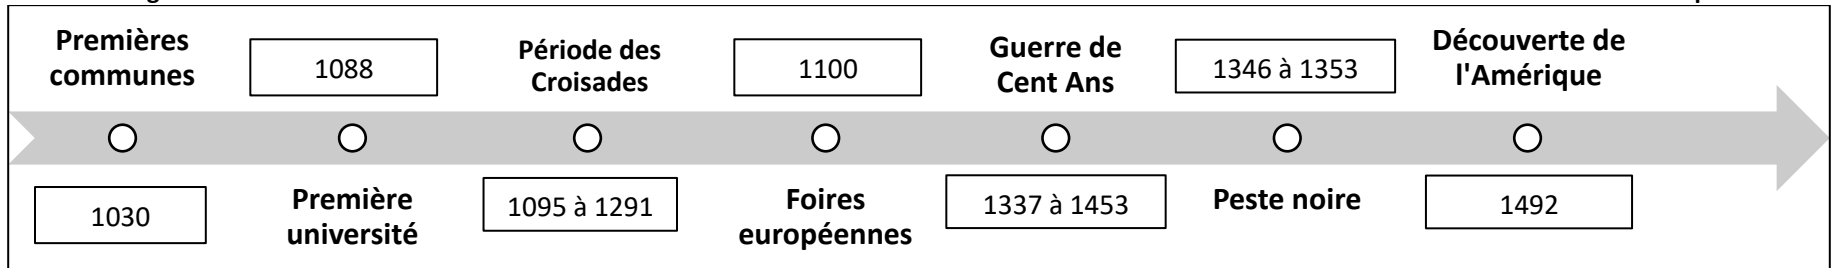 Premières
communes
1088
Période des
Croisades
1100
Guerre de
Cent Ans
1346 à 1353
Découverte de
l'Amérique
1030
Première
université
1095 à 1291
Foires
européennes
1337 à 1453
Peste noire
1492